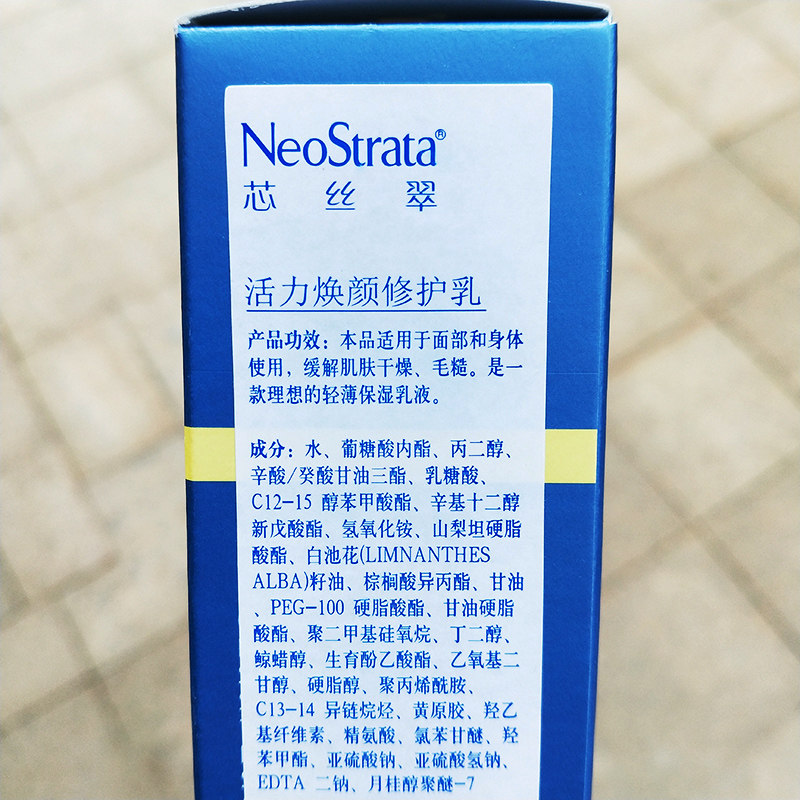 NeoStrata®
芯丝翠
活力焕颜修护乳
产品功效：本品适用于面部和身体
使用，缓解肌肤干燥、毛糙。是一
款理想的轻薄保湿乳液。
成分：水、葡糖酸内酯、丙二醇、
辛酸/癸酸甘油三酯、乳糖酸、
C12-15 醇苯甲酸酯、辛基十二醇
新戊酸酯、氢氧化铵、山梨坦硬脂
酸酯、白池花(LIMNANTHES
ALBA)籽油、棕榈酸异丙酯、甘油
、PEG-100 硬脂酸酯、甘油硬脂
酸酯、聚二甲基硅氧烷、丁二醇、
鲸蜡醇、生育酚乙酸酯、乙氧基二
甘醇、硬脂醇、聚丙烯酰胺、
C13-14 异链烷烃、黄原胶、羟乙
基纤维素、精氨酸、氯苯甘醚、羟
苯甲酯、亚硫酸钠、亚硫酸氢钠、
EDTA 二钠、月桂醇聚醚-7